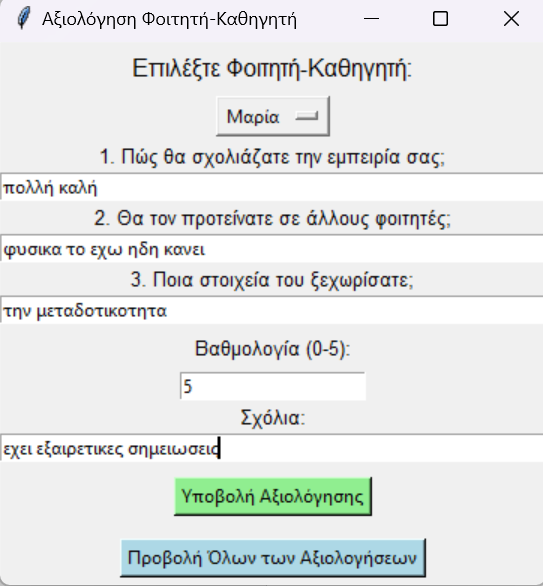 Αξιολόγηση Φοιτητή-Καθηγητή
Επιλέξτε Φοιτητή-Καθηγητή:
Μαρία
1. Πώς θα σχολιάζατε την εμπειρία σας;
πολλή καλή
2. Θα τον προτείνατε σε άλλους φοιτητές;
φυσικα το εχω ηδη κανει
3. Ποια στοιχεία του ξεχωρίσατε;
την μεταδοτικοτητα
Βαθμολογία (0-5):
5
Σχόλια:
εχει εξαιρετικες σημειωσεις
Υποβολή Αξιολόγησης
Προβολή Όλων των Αξιολογήσεων